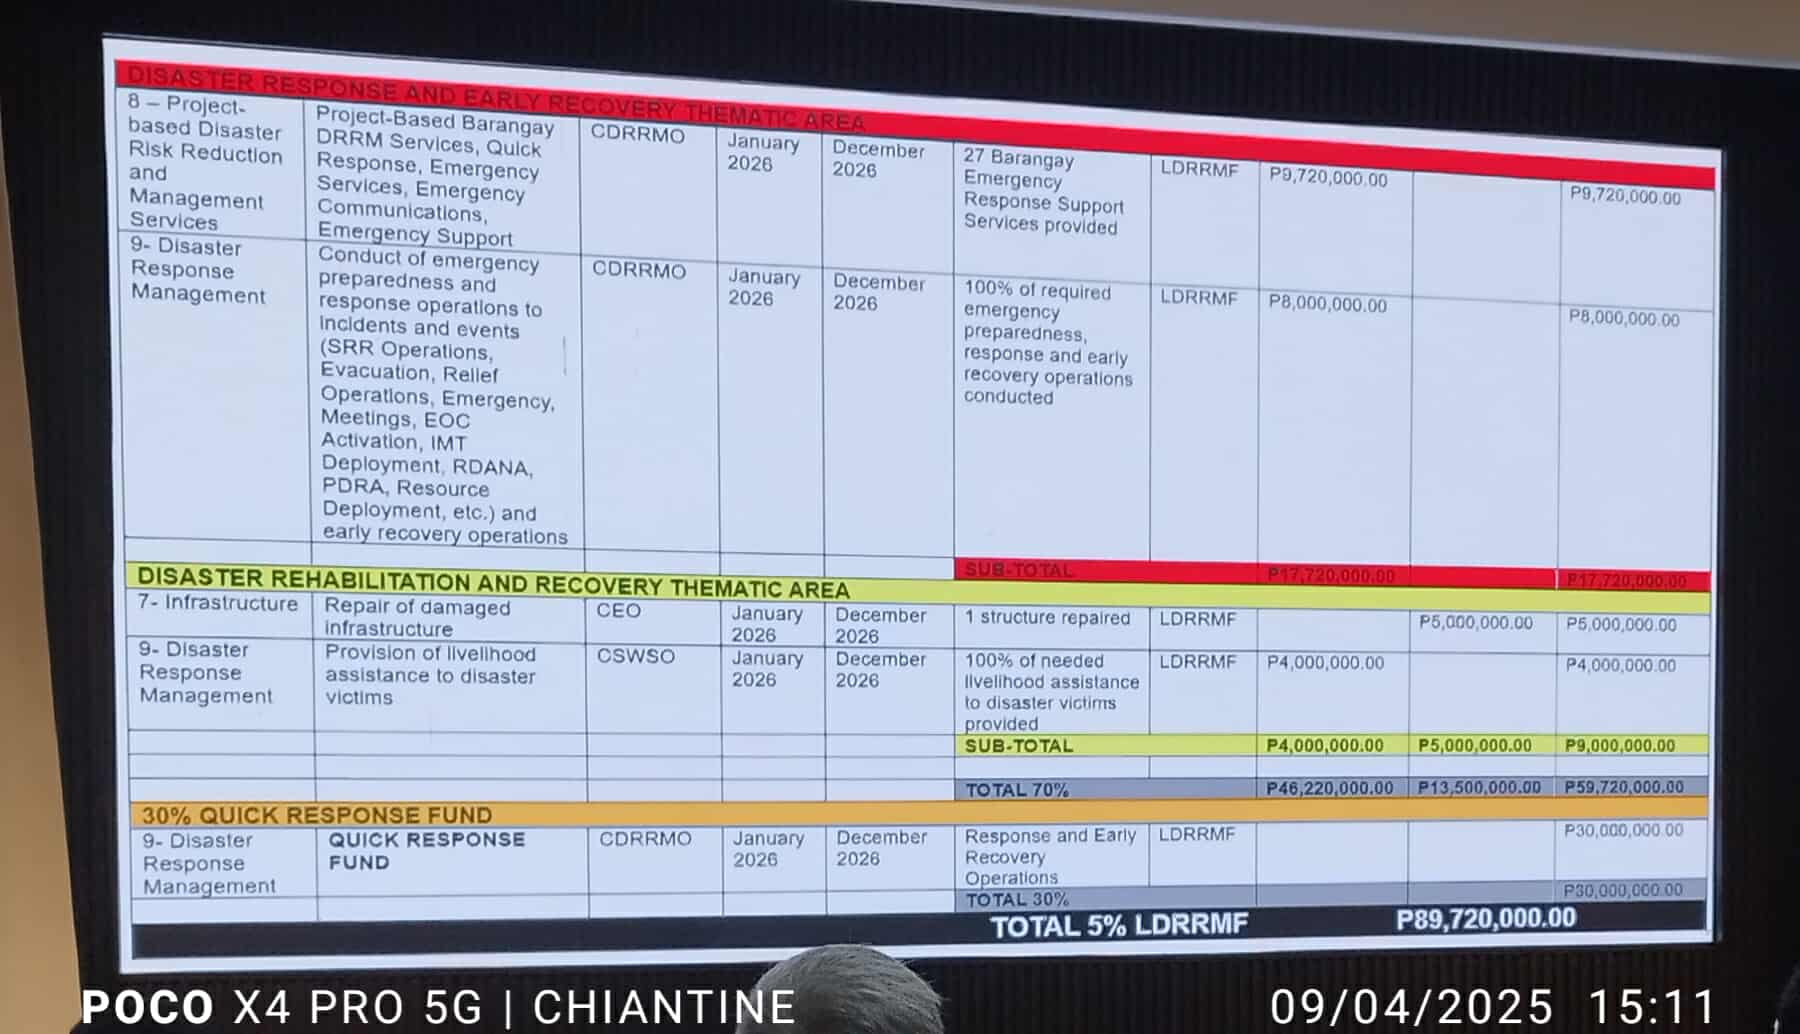 DISASTER RESPONSE AND EARLY RECOVERY THEMATIC AREA
8 – Project-
based Disaster
Risk Reduction
and
Management
Services
Project-Based Barangay
DRRM Services, Quick
Response, Emergency
Services, Emergency
Communications,
Emergency Support
CDRRMO
January
2026
December
2026
27 Barangay
Emergency
Response Support
Services provided
LDRRMF
P9,720,000.00
P9,720,000.00
9- Disaster
Response
Management
Conduct of emergency
preparedness and
response operations to
incidents and events
(SRR Operations,
Evacuation, Relief
Operations, Emergency,
Meetings, EOC
Activation, IMT
Deployment, RDANA,
PDRA, Resource
Deployment, etc.) and
early recovery operations
CDRRMO
January
2026
December
2026
100% of required
emergency
preparedness,
response and early
recovery operations
conducted
LDRRMF
P8,000,000.00
P8,000,000.00
SUB-TOTAL
P17,720,000.00
P17,720,000.00
DISASTER REHABILITATION AND RECOVERY THEMATIC AREA
7- Infrastructure
Repair of damaged
infrastructure
CEO
January
2026
December
2026
1 structure repaired
LDRRMF
P5,000,000.00
P5,000,000.00
9- Disaster
Response
Management
Provision of livelihood
assistance to disaster
victims
CSWSO
January
2026
December
2026
100% of needed
livelihood assistance
to disaster victims
provided
LDRRMF
P4,000,000.00
P4,000,000.00
SUB-TOTAL
P4,000,000.00
P5,000,000.00
P9,000,000.00
TOTAL 70%
P46,220,000.00
P13,500,000.00
P59,720,000.00
30% QUICK RESPONSE FUND
9- Disaster
Response
Management
QUICK RESPONSE
FUND
CDRRMO
January
2026
December
2026
Response and Early
Recovery
Operations
LDRRMF
P30,000,000.00
TOTAL 30%
P30,000,000.00
TOTAL 5% LDRRMF
P89,720,000.00
POCO X4 PRO 5G | CHIANTINE
09/04/2025 15:11